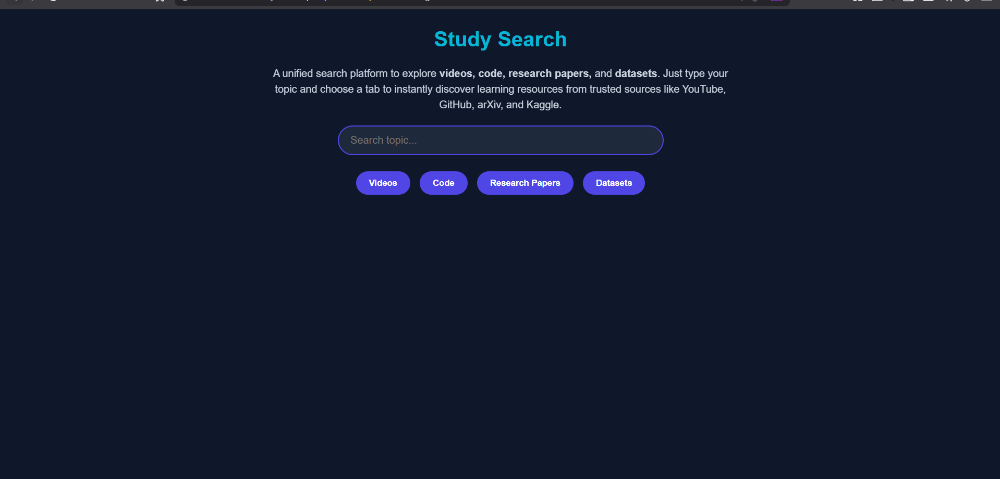 Study Search
A unified search platform to explore videos, code, research papers, and datasets. Just type your
topic and choose a tab to instantly discover learning resources from trusted sources like YouTube,
GitHub, arXiv, and Kaggle.
Search topic...
Videos
Code
Research Papers
Datasets